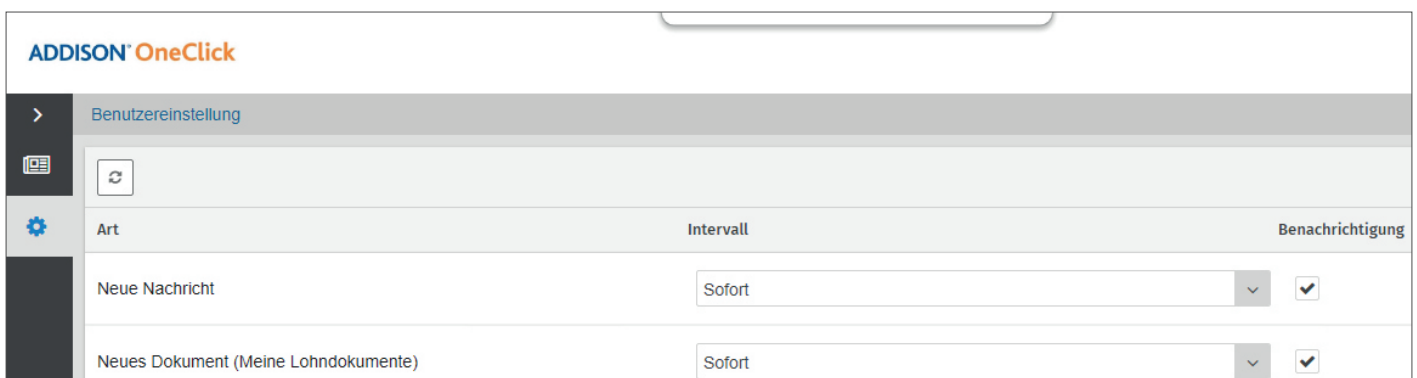 ADDISON® OneClick
Benutzereinstellung
Art Intervall Benachrichtigung
Neue Nachricht Sofort
Neues Dokument (Meine Lohndokumente) Sofort